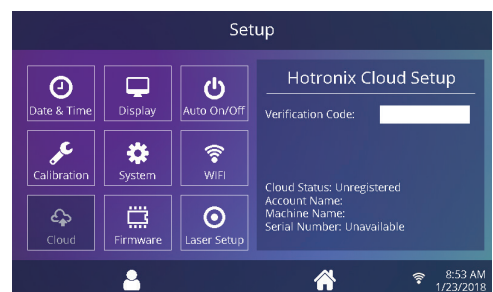 Setup
Date & Time
Display
Auto On/Off
Calibration
System
WIFI
Cloud
Firmware
Laser Setup
Hotronix Cloud Setup
Verification Code:
Cloud Status: Unregistered
Account Name:
Machine Name:
Serial Number: Unavailable
8:53 AM
1/23/2018